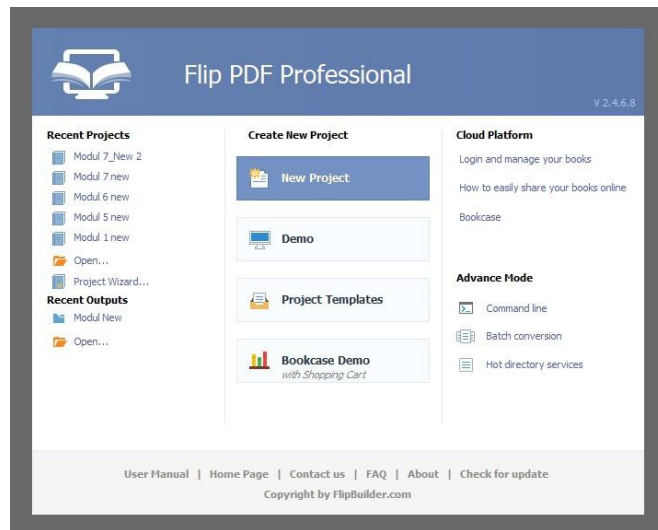 Flip PDF Professional
V 2.4.6.8
Recent Projects
Modul 7_New 2
Modul 7 new
Modul 6 new
Modul 5 new
Modul 1 new
Open...
Project Wizard...
Recent Outputs
Modul New
Open...
Create New Project
New Project
Demo
Project Templates
Bookcase Demo
with Shopping Cart
Cloud Platform
Login and manage your books
How to easily share your books online
Bookcase
Advance Mode
Command line
Batch conversion
Hot directory services
User Manual | Home Page | Contact us | FAQ | About | Check for update
Copyright by FlipBuilder.com